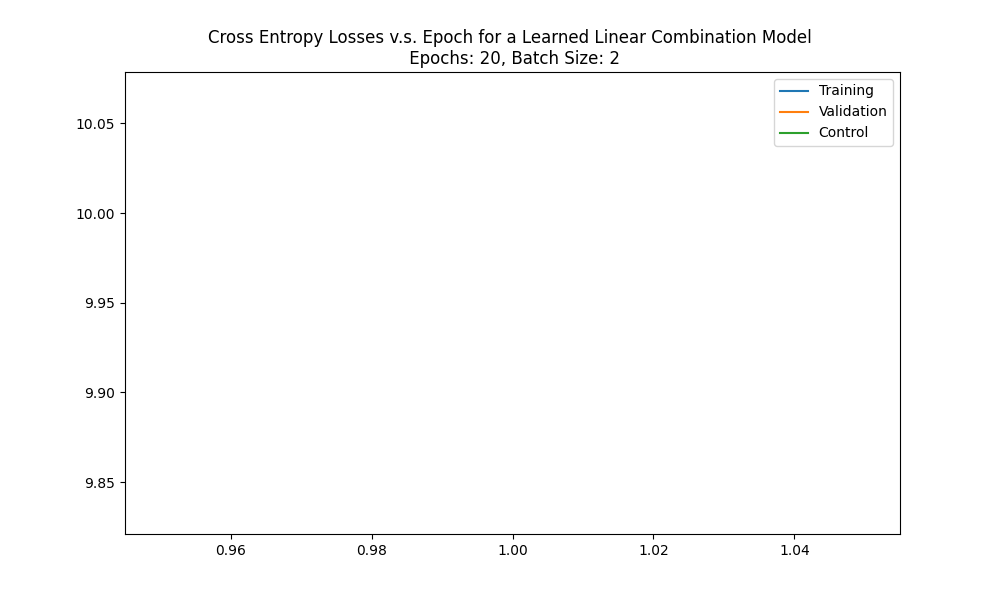 Cross Entropy Losses v.s. Epoch for a Learned Linear Combination Model
Epochs: 20, Batch Size: 2
Training
Validation
Control
10.05
10.00
9.95
9.90
9.85
0.96 0.98 1.00 1.02 1.04